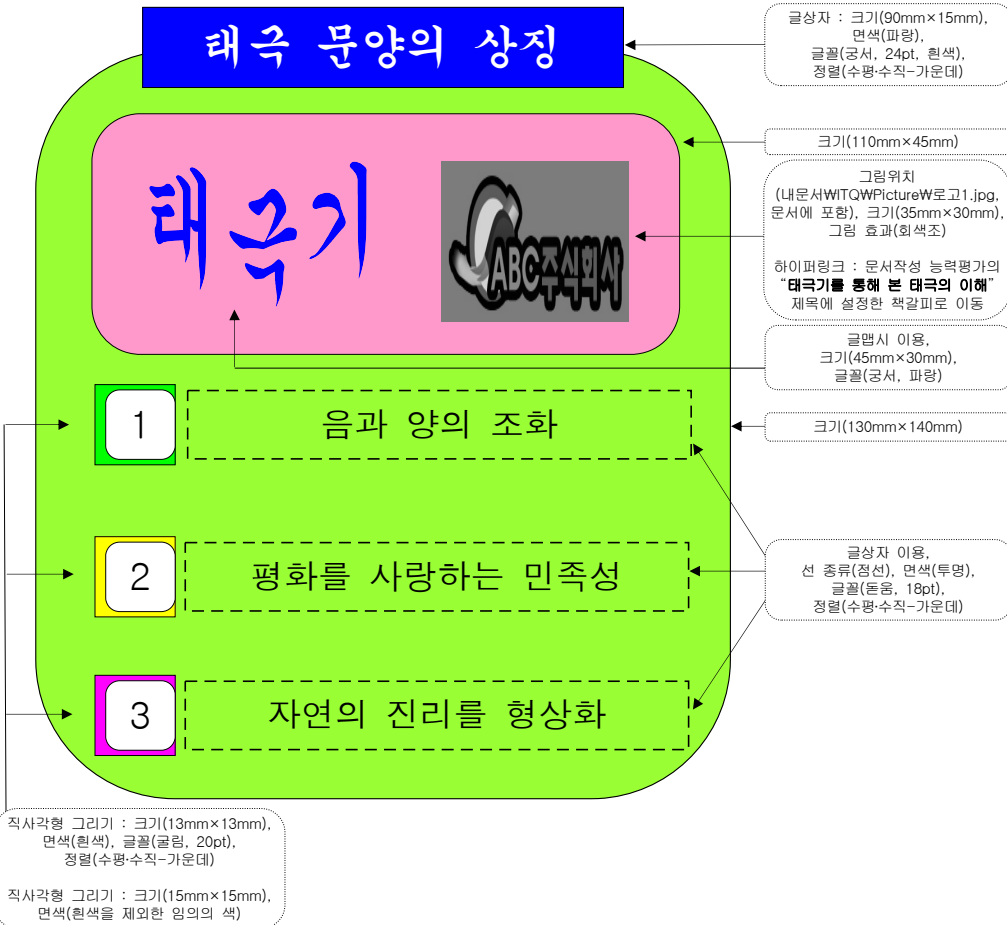 태극 문양의 상징
글상자 : 크기(90mm×15mm),
면색(파랑),
글꼴(궁서, 24pt, 흰색),
정렬(수평·수직-가운데)
크기(110mm×45mm)
태극기
ABC주식회사
그림위치
(내문서₩ITQ₩Picture₩로고1.jpg,
문서에 포함), 크기(35mm×30mm),
그림 효과(회색조)
하이퍼링크 : 문서작성 능력평가의
“태극기를 통해 본 태극의 이해”
제목에 설정한 책갈피로 이동
글맵시 이용,
크기(45mm×30mm),
글꼴(궁서, 파랑)
1
음과 양의 조화
크기(130mm×140mm)
2
평화를 사랑하는 민족성
글상자 이용,
선 종류(점선), 면색(투명),
글꼴(돋움, 18pt),
정렬(수평·수직-가운데)
3
자연의 진리를 형상화
직사각형 그리기 : 크기(13mm×13mm),
면색(흰색), 글꼴(굴림, 20pt),
정렬(수평·수직-가운데)
직사각형 그리기 : 크기(15mm×15mm),
면색(흰색을 제외한 임의의 색)